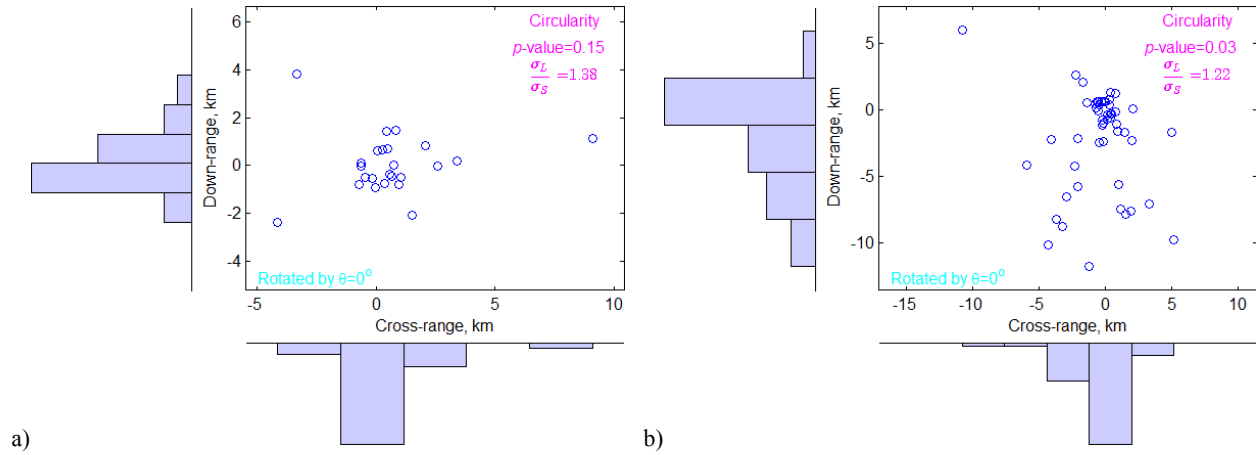 6
4
2
0
-2
-4
Down-range, km
Circularity
p-value=0.15
σL/σS =1.38
Rotated by θ=0°
-5
0
5
10
Cross-range, km
a)
5
0
-5
-10
Down-range, km
Circularity
p-value=0.03
σL/σS =1.22
Rotated by θ=0°
-15
-10
-5
0
5
10
Cross-range, km
b)